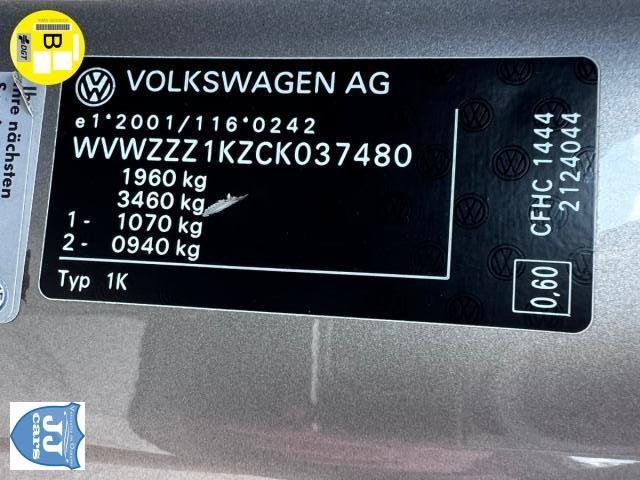 B
DGT
VOLKSWAGEN AG
e1*2001/116*0242
WVWZZZ1KZCK037480
1960 kg
3460 kg
1 - 1070 kg
2 - 0940 kg
Typ 1K
CFHC 1444
2124044
0,60
nächsten
JJ
cars